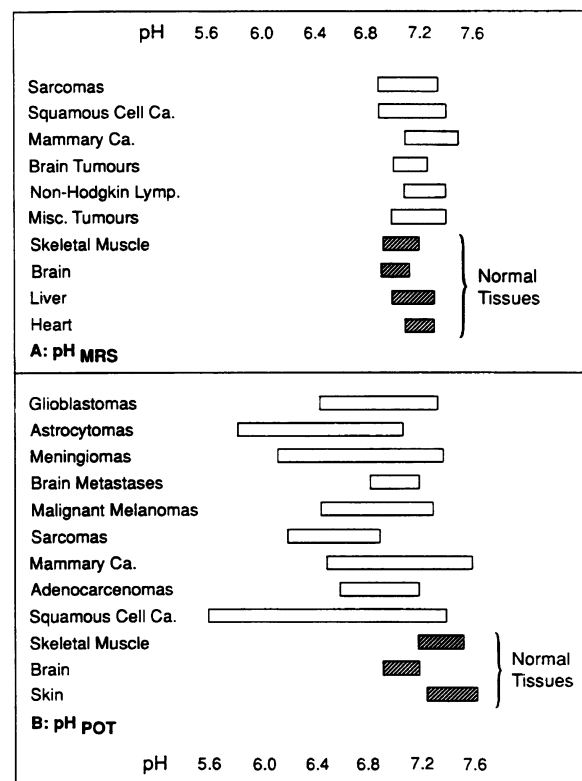 pH 5.6 6.0 6.4 6.8 7.2 7.6
Sarcomas
Squamous Cell Ca.
Mammary Ca.
Brain Tumours
Non-Hodgkin Lymp.
Misc. Tumours
Skeletal Muscle
Brain
Liver
Heart
Normal
Tissues
A: pH MRS
Glioblastomas
Astrocytomas
Meningiomas
Brain Metastases
Malignant Melanomas
Sarcomas
Mammary Ca.
Adenocarcenomas
Squamous Cell Ca.
Skeletal Muscle
Brain
Skin
Normal
Tissues
B: pH POT
pH 5.6 6.0 6.4 6.8 7.2 7.6